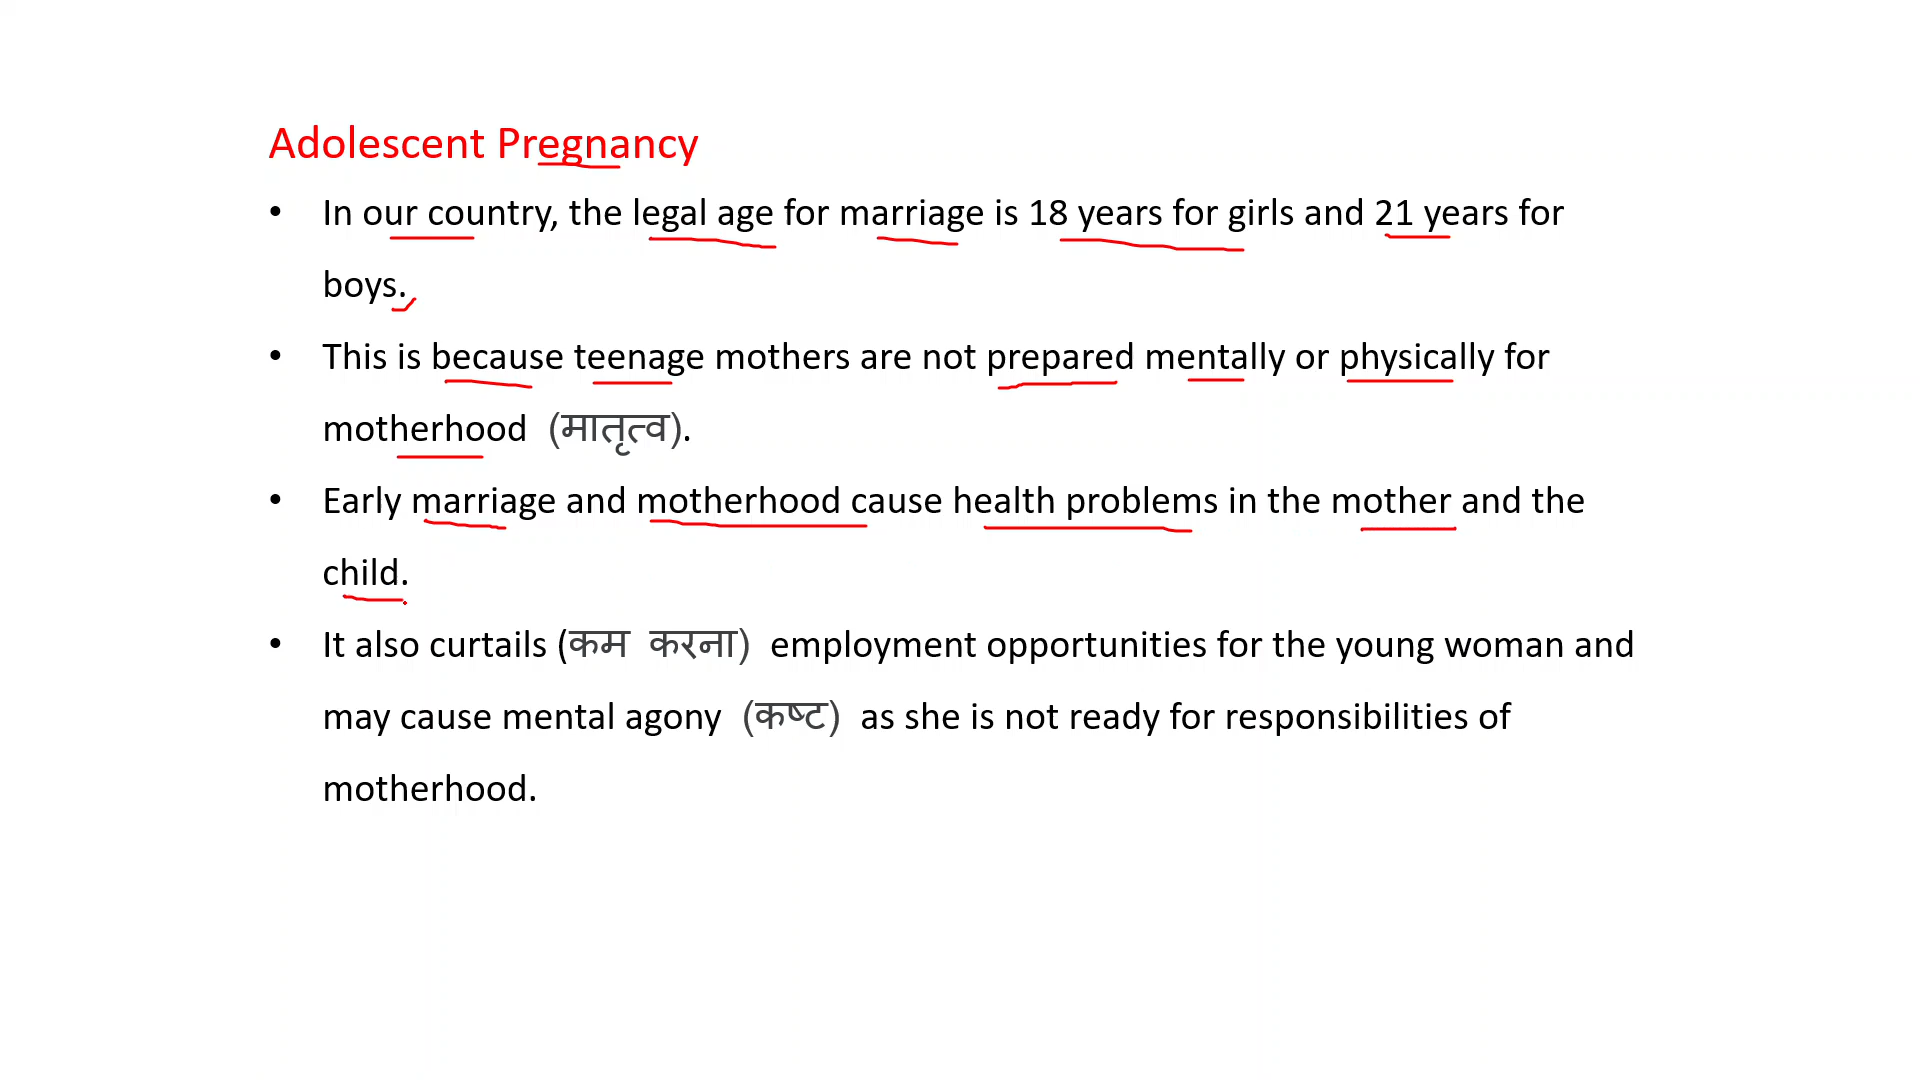 Adolescent Pregnancy
• In our country, the legal age for marriage is 18 years for girls and 21 years for
boys.
• This is because teenage mothers are not prepared mentally or physically for
motherhood (मातृत्व).
• Early marriage and motherhood cause health problems in the mother and the
child.
• It also curtails (कम करना) employment opportunities for the young woman and
may cause mental agony (कष्ट) as she is not ready for responsibilities of
motherhood.